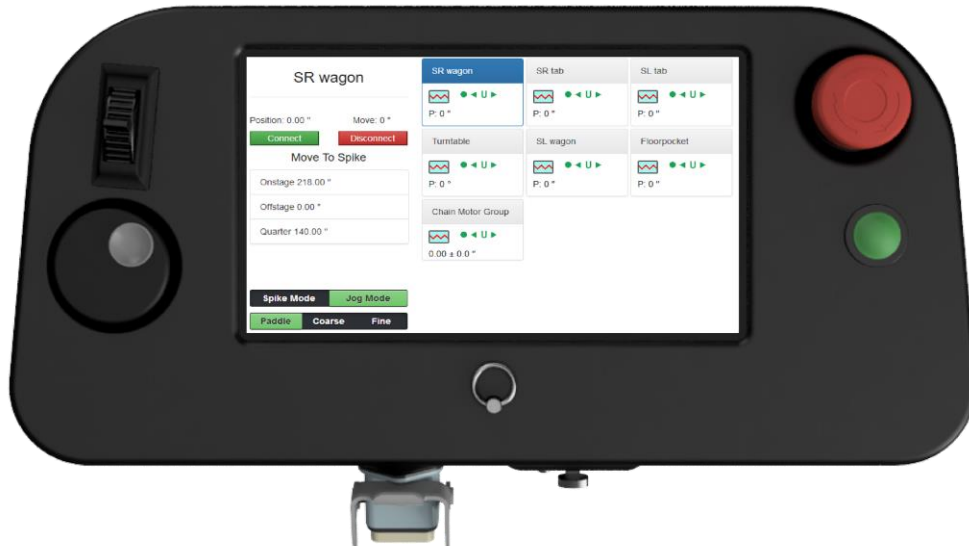 SR wagon
Position: 0.00 " Move: 0 "
Connect Disconnect
Move To Spike
Onstage 218.00 "
Offstage 0.00 "
Quarter 140.00 "
Spike Mode Jog Mode
Paddle Coarse Fine
SR wagon SR tab SL tab
U U U
P: 0 " P: 0 " P: 0 "
Turntable SL wagon Floorpocket
U U U
P: 0 " P: 0 " P: 0 "
Chain Motor Group
U
0.00 ± 0.0 "